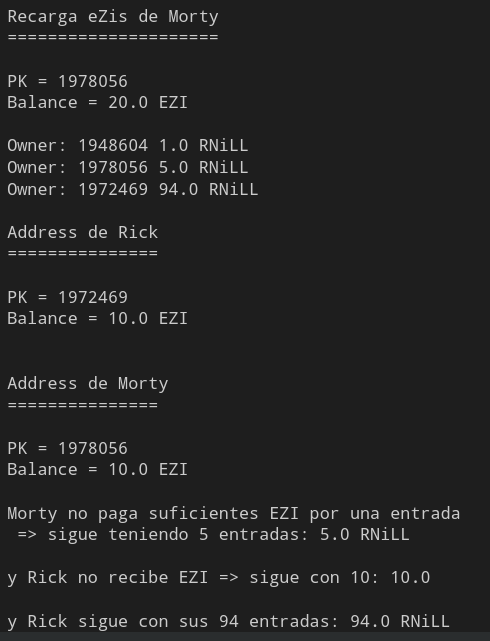 Recarga eZis de Morty
=====================
PK = 1978056
Balance = 20.0 EZI
Owner: 1948604 1.0 RNiLL
Owner: 1978056 5.0 RNiLL
Owner: 1972469 94.0 RNiLL
Address de Rick
===============
PK = 1972469
Balance = 10.0 EZI
Address de Morty
===============
PK = 1978056
Balance = 10.0 EZI
Morty no paga suficientes EZI por una entrada
 => sigue teniendo 5 entradas: 5.0 RNiLL
y Rick no recibe EZI => sigue con 10: 10.0
y Rick sigue con sus 94 entradas: 94.0 RNiLL